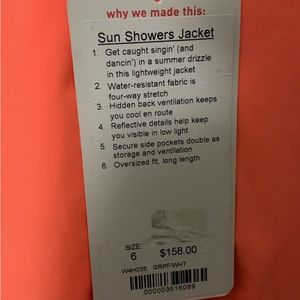 why we made this:
Sun Showers Jacket
1. Get caught singin' (and
dancin') in a summer drizzle
in this lightweight jacket
2. Water-resistant fabric is
four-way stretch
3. Hidden back ventilation keeps
you cool en route
4. Reflective details help keep
you visible in low light
5. Secure side pockets double as
storage and ventilation
6. Oversized fit, long length
SIZE
6 $158.00
W4H03S GRPF/WHT
000003616089